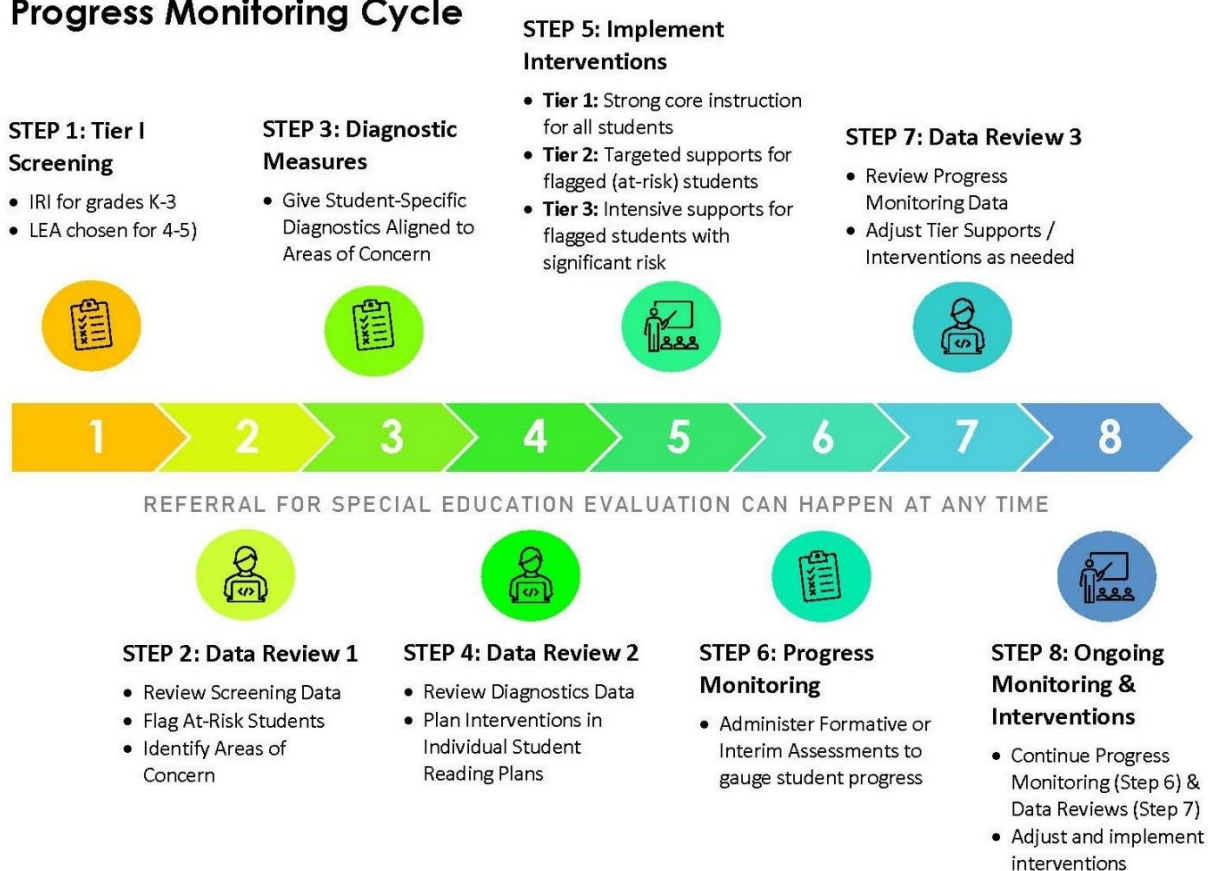 Progress Monitoring Cycle
STEP 1: Tier I
Screening
• IRI for grades K-3
• LEA chosen for 4-5)
STEP 3: Diagnostic
Measures
• Give Student-Specific
Diagnostics Aligned to
Areas of Concern
STEP 5: Implement
Interventions
• Tier 1: Strong core instruction
for all students
• Tier 2: Targeted supports for
flagged (at-risk) students
• Tier 3: Intensive supports for
flagged students with
significant risk
STEP 7: Data Review 3
• Review Progress
Monitoring Data
• Adjust Tier Supports /
Interventions as needed
1
2
3
4
5
6
7
8
REFERRAL FOR SPECIAL EDUCATION EVALUATION CAN HAPPEN AT ANY TIME
STEP 2: Data Review 1
• Review Screening Data
• Flag At-Risk Students
• Identify Areas of
Concern
STEP 4: Data Review 2
• Review Diagnostics Data
• Plan Interventions in
Individual Student
Reading Plans
STEP 6: Progress
Monitoring
• Administer Formative or
Interim Assessments to
gauge student progress
STEP 8: Ongoing
Monitoring &
Interventions
• Continue Progress
Monitoring (Step 6) &
Data Reviews (Step 7)
• Adjust and implement
interventions